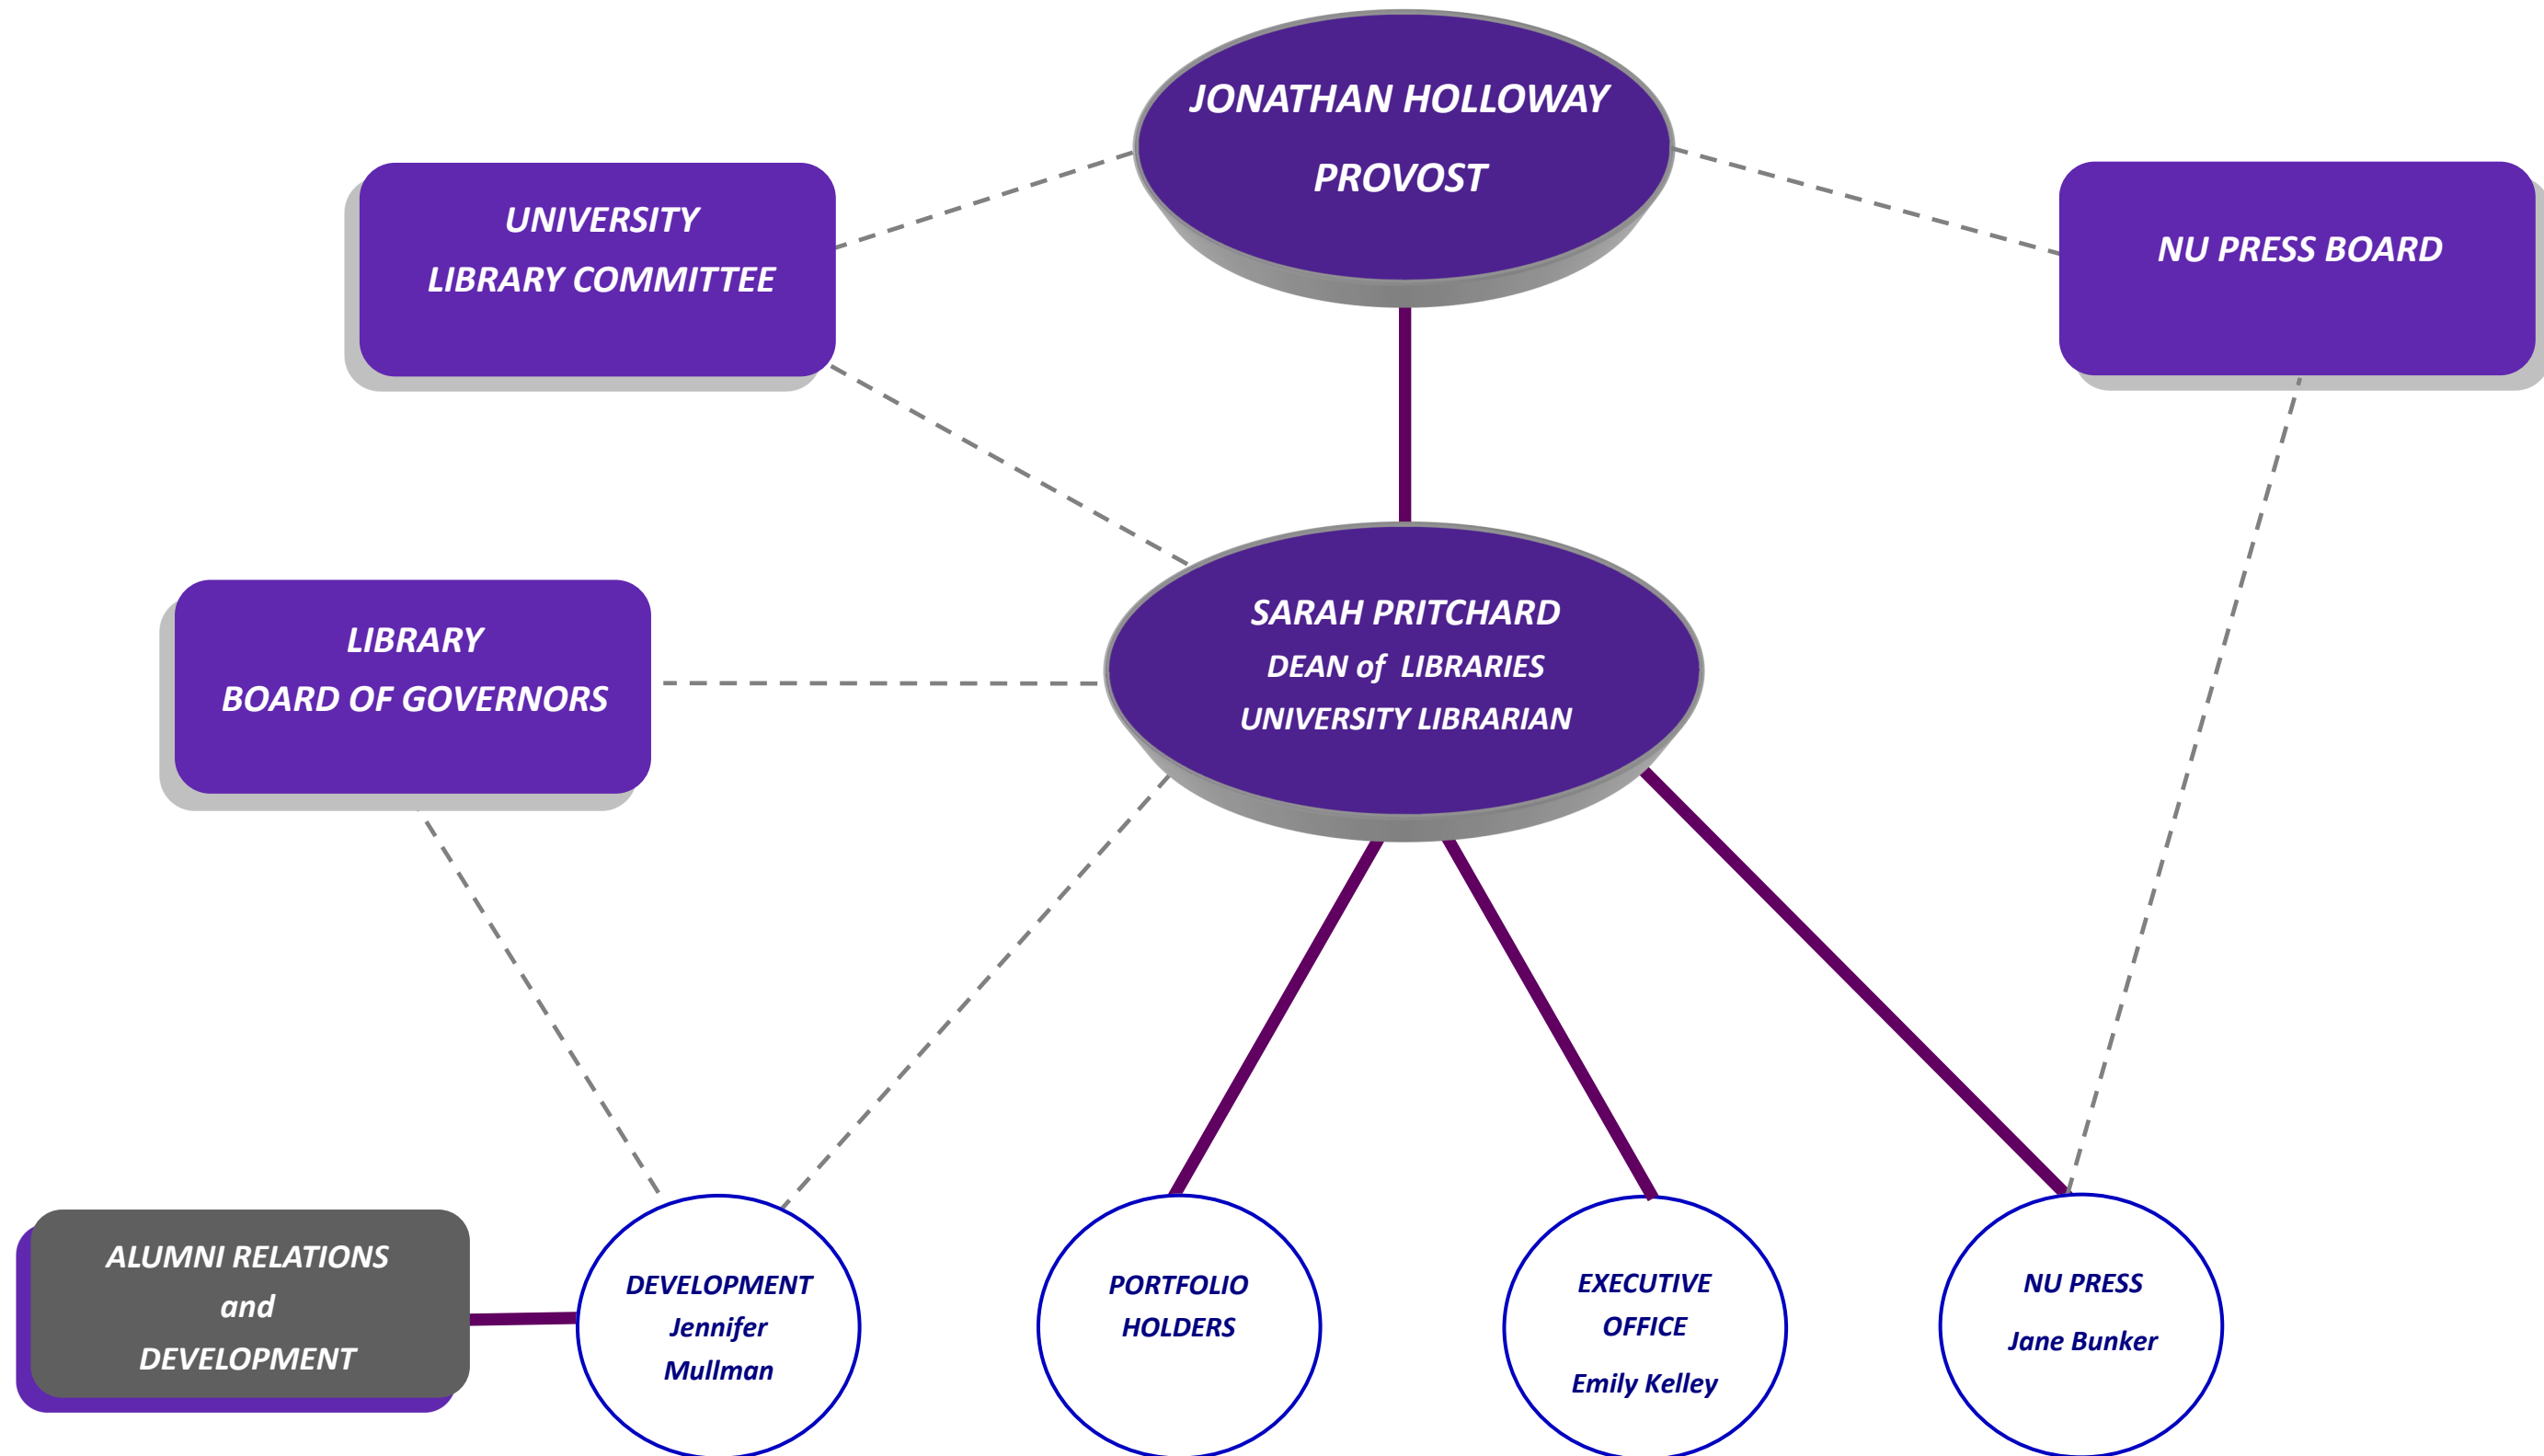 JONATHAN HOLLOWAY
PROVOST
UNIVERSITY
LIBRARY COMMITTEE
NU PRESS BOARD
SARAH PRITCHARD
DEAN of LIBRARIES
UNIVERSITY LIBRARIAN
LIBRARY
BOARD OF GOVERNORS
ALUMNI RELATIONS
and
DEVELOPMENT
DEVELOPMENT
Jennifer
Mullman
PORTFOLIO
HOLDERS
EXECUTIVE
OFFICE
Emily Kelley
NU PRESS
Jane Bunker